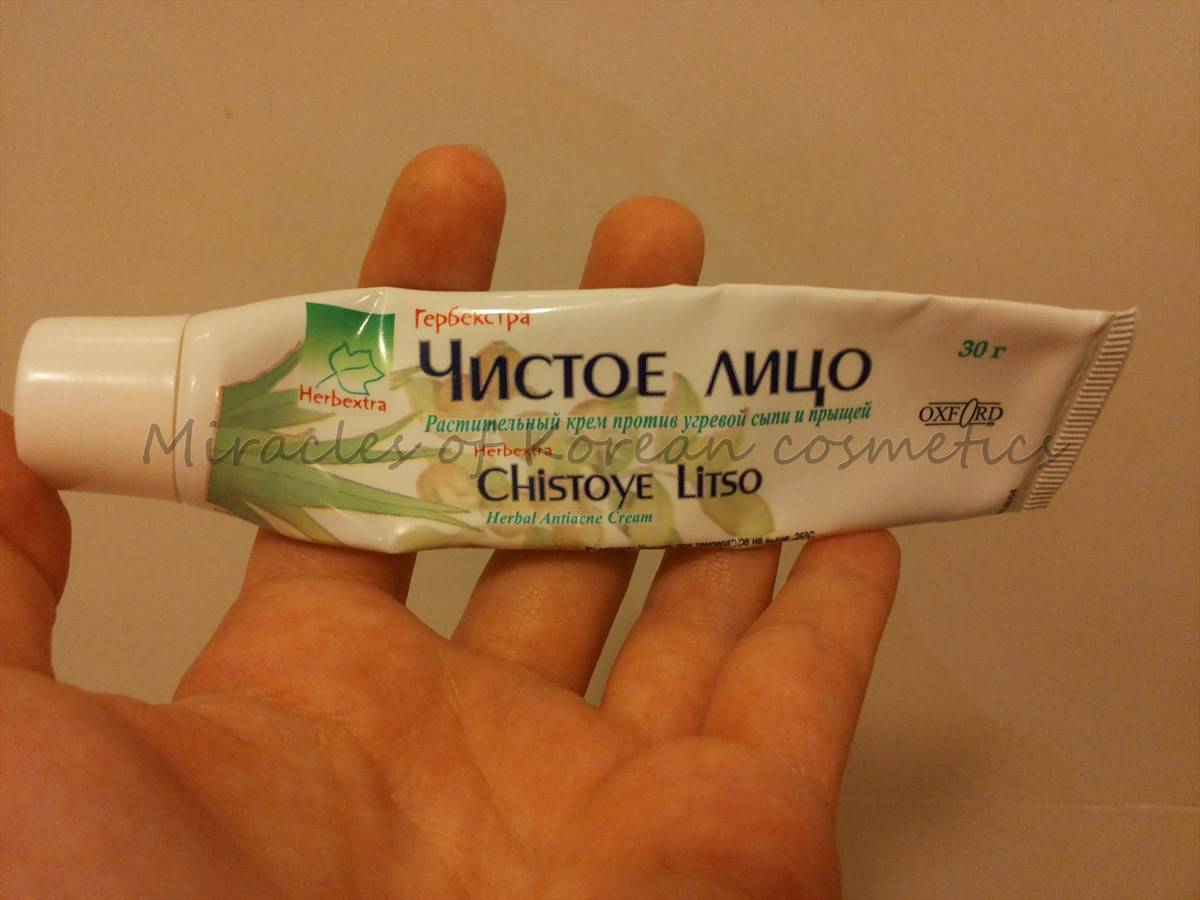 Гербекстра
Чистое лицо
30 г
Herbextra
Растительный крем против угревой сыпи и прыщей
OXFORD
Miracles of Korean cosmetics
Herbextra
Chistoye Litso
Herbal Antiacne Cream